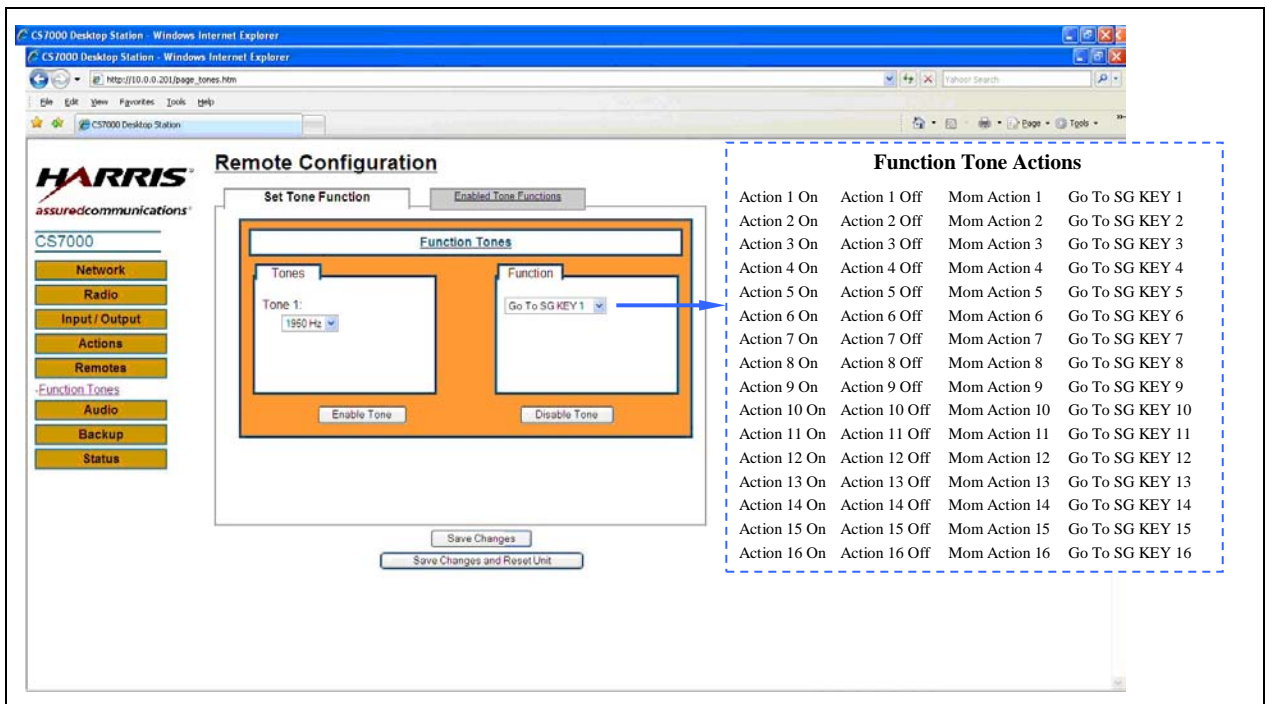 CS7000 Desktop Station - Windows Internet Explorer
CS7000 Desktop Station - Windows Internet Explorer
http://10.0.0.201/page_tones.htm
Yahoo! Search
File Edit View Favorites Tools Help
CS7000 Desktop Station
Page Tools
HARRIS
assuredcommunications
CS7000
Network
Radio
Input / Output
Actions
Remotes
-Function Tones
Audio
Backup
Status
Remote Configuration
Set Tone Function Enabled Tone Functions
Function Tones
Tones
Tone 1:
1950 Hz
Function
Go To SG KEY 1
Enable Tone Disable Tone
Save Changes
Save Changes and Reset Unit
Function Tone Actions
Action 1 On Action 1 Off Mom Action 1 Go To SG KEY 1
Action 2 On Action 2 Off Mom Action 2 Go To SG KEY 2
Action 3 On Action 3 Off Mom Action 3 Go To SG KEY 3
Action 4 On Action 4 Off Mom Action 4 Go To SG KEY 4
Action 5 On Action 5 Off Mom Action 5 Go To SG KEY 5
Action 6 On Action 6 Off Mom Action 6 Go To SG KEY 6
Action 7 On Action 7 Off Mom Action 7 Go To SG KEY 7
Action 8 On Action 8 Off Mom Action 8 Go To SG KEY 8
Action 9 On Action 9 Off Mom Action 9 Go To SG KEY 9
Action 10 On Action 10 Off Mom Action 10 Go To SG KEY 10
Action 11 On Action 11 Off Mom Action 11 Go To SG KEY 11
Action 12 On Action 12 Off Mom Action 12 Go To SG KEY 12
Action 13 On Action 13 Off Mom Action 13 Go To SG KEY 13
Action 14 On Action 14 Off Mom Action 14 Go To SG KEY 14
Action 15 On Action 15 Off Mom Action 15 Go To SG KEY 15
Action 16 On Action 16 Off Mom Action 16 Go To SG KEY 16